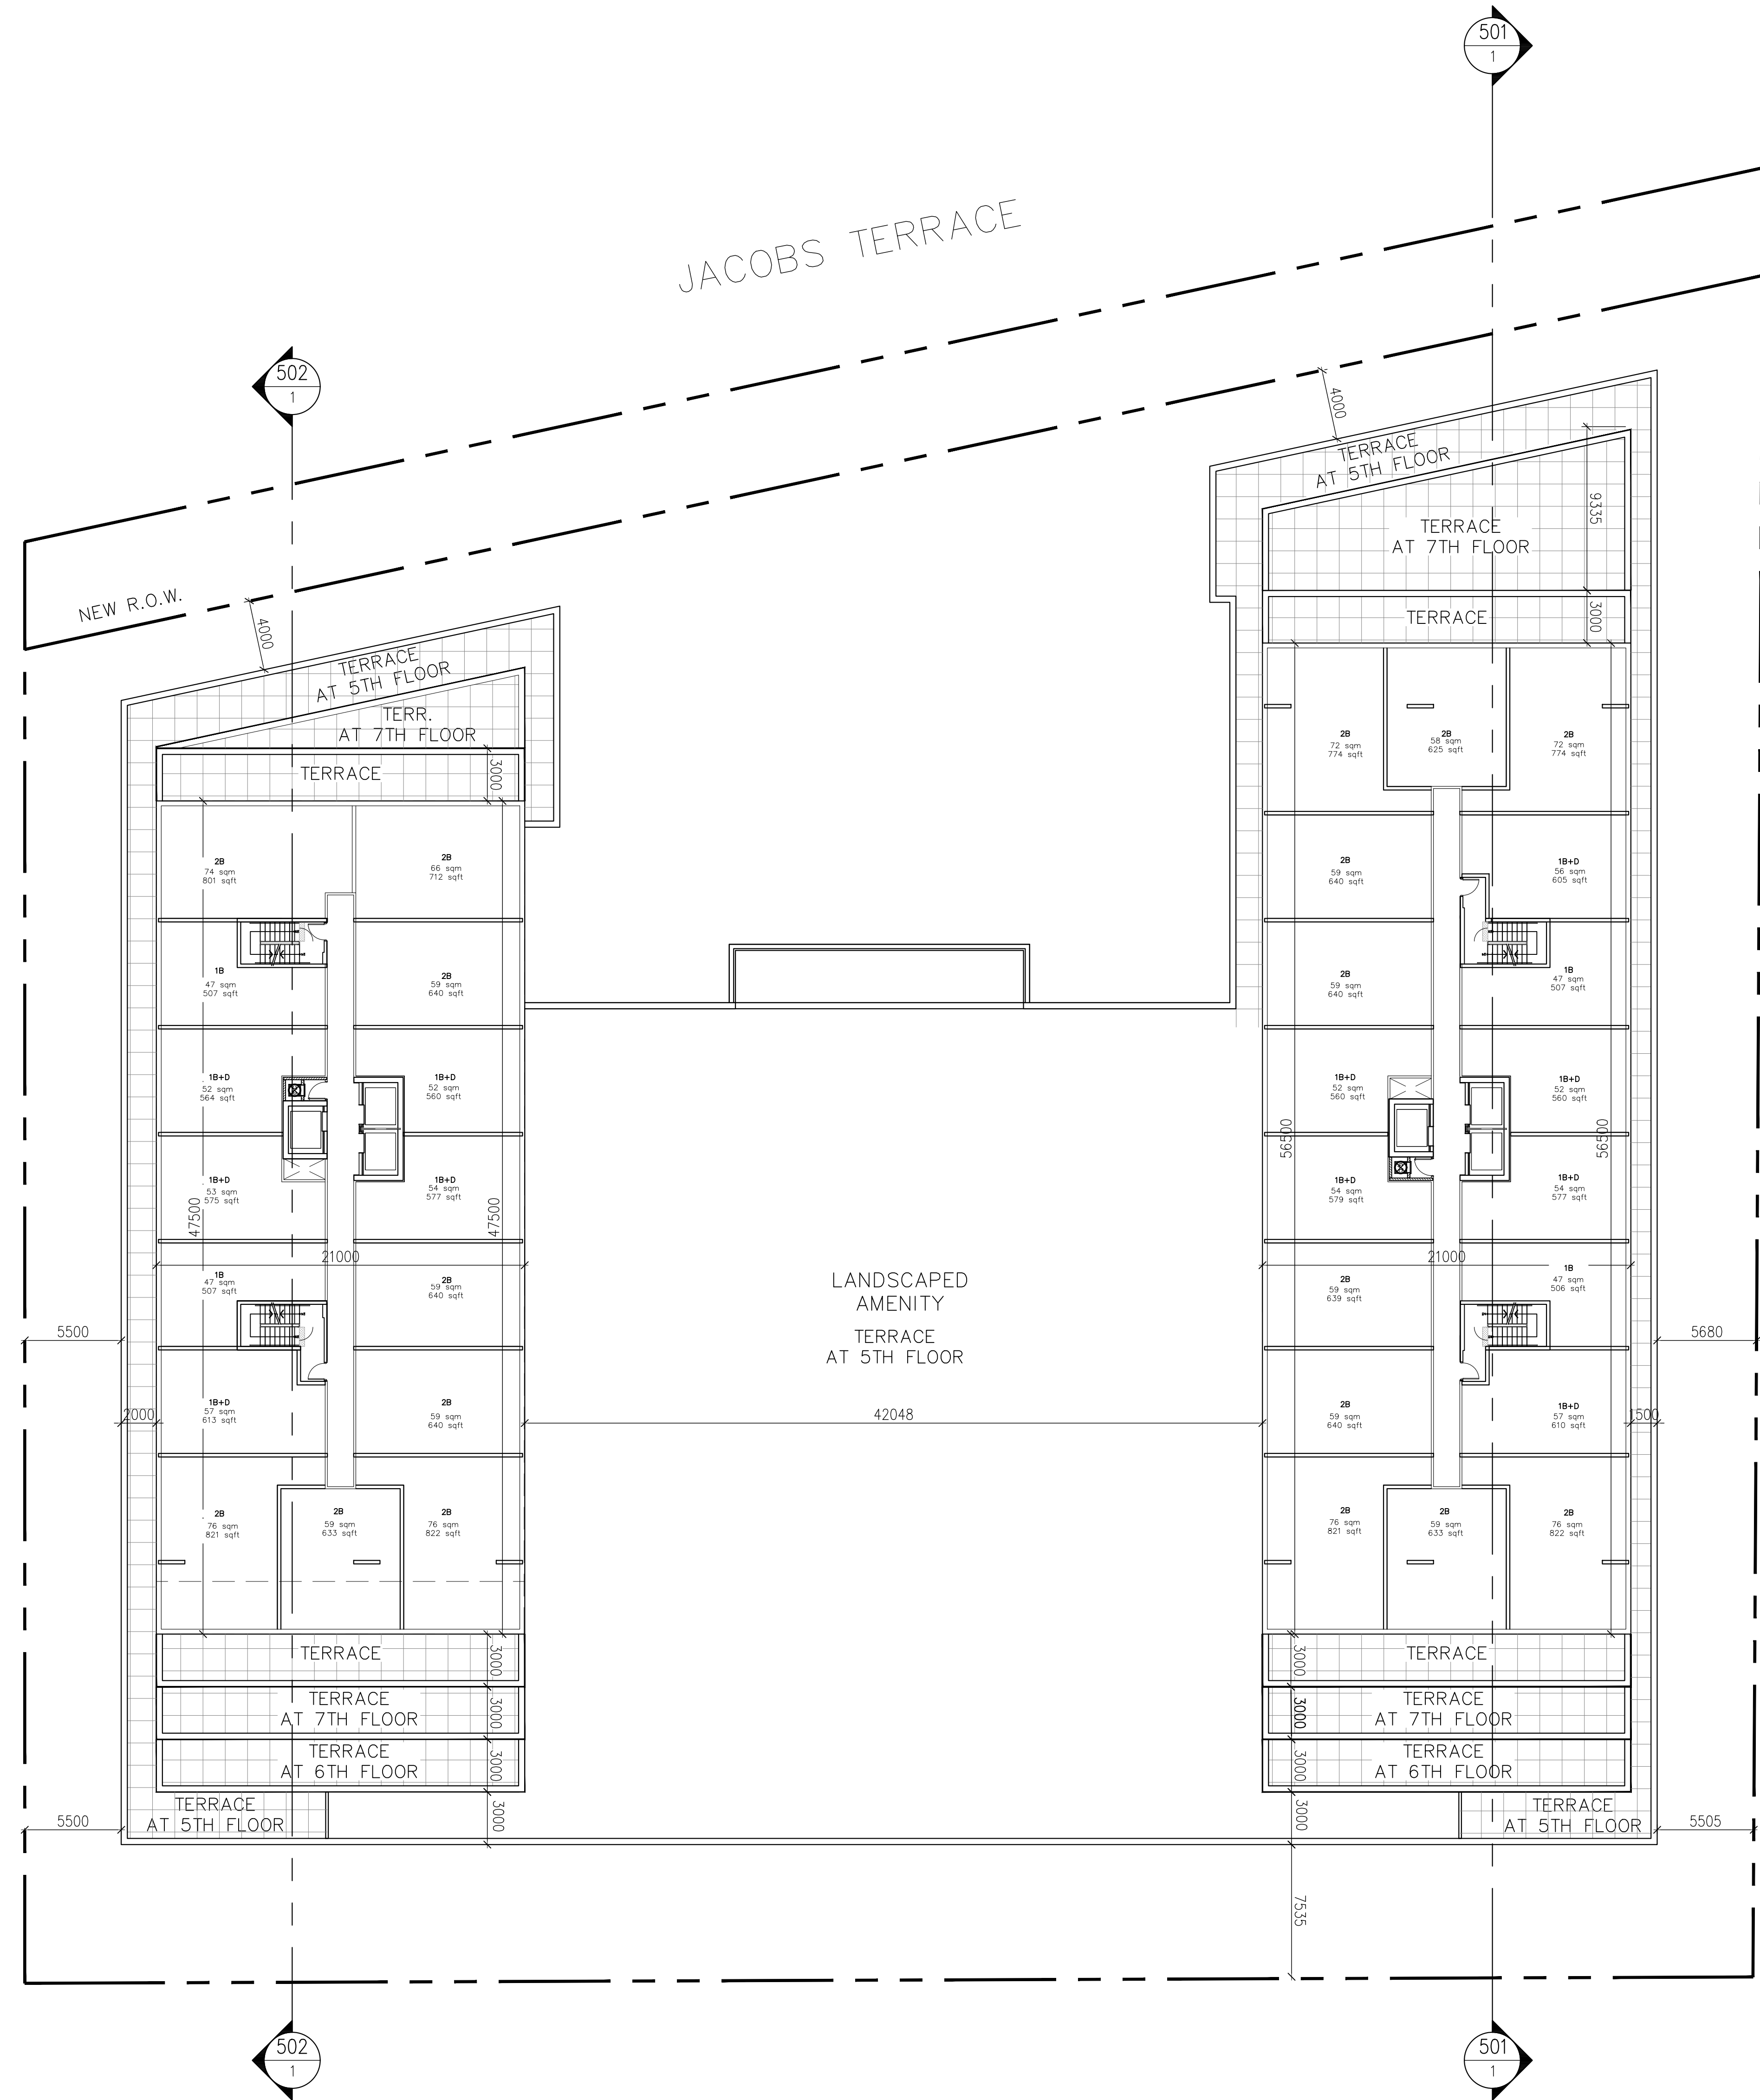 501
1
JACOBS TERRACE
502
1
4000
TERRACE
AT 5TH FLOOR
9335
TERRACE
AT 7TH FLOOR
NEW R.O.W.
4000
3000
TERRACE
TERRACE
AT 5TH FLOOR
TERR.
AT 7TH FLOOR
TERRACE
3000
2B
72 sqm
774 sqft
2B
58 sqm
625 sqft
2B
72 sqm
774 sqft
2B
74 sqm
801 sqft
2B
66 sqm
712 sqft
2B
59 sqm
640 sqft
1B+D
56 sqm
605 sqft
1B
47 sqm
507 sqft
2B
59 sqm
640 sqft
2B
59 sqm
640 sqft
1B
47 sqm
507 sqft
1B+D
52 sqm
564 sqft
1B+D
52 sqm
560 sqft
1B+D
52 sqm
560 sqft
1B+D
52 sqm
560 sqft
56500
56500
1B+D
53 sqm
575 sqft
1B+D
54 sqm
577 sqft
1B+D
54 sqm
579 sqft
1B+D
54 sqm
577 sqft
47500
47500
21000
21000
1B
47 sqm
507 sqft
2B
59 sqm
640 sqft
LANDSCAPED
AMENITY
TERRACE
AT 5TH FLOOR
2B
59 sqm
639 sqft
1B
47 sqm
506 sqft
5500
5680
1B+D
57 sqm
613 sqft
2B
59 sqm
640 sqft
2B
59 sqm
640 sqft
1B+D
57 sqm
610 sqft
2000
42048
1500
2B
76 sqm
821 sqft
2B
59 sqm
633 sqft
2B
76 sqm
822 sqft
2B
76 sqm
821 sqft
2B
59 sqm
633 sqft
2B
76 sqm
822 sqft
TERRACE
3000
3000
TERRACE
TERRACE
AT 7TH FLOOR
3000
3000
TERRACE
AT 7TH FLOOR
TERRACE
AT 6TH FLOOR
3000
3000
TERRACE
AT 6TH FLOOR
TERRACE
AT 5TH FLOOR
3000
3000
TERRACE
AT 5TH FLOOR
5500
5505
7535
502
1
501
1